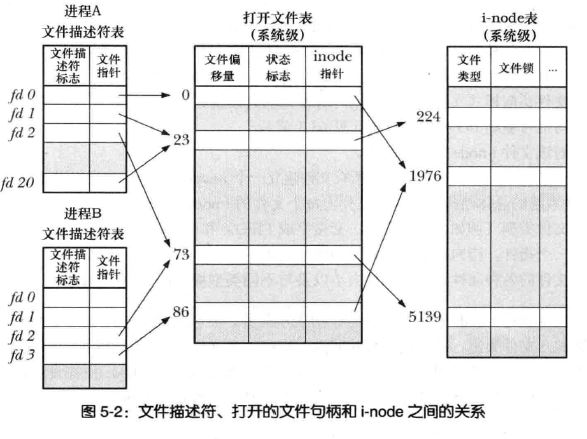 进程A
文件描述符表
文件描述符标志
文件指针
fd 0
fd 1
fd 2
fd 20
进程B
文件描述符表
文件描述符标志
文件指针
fd 0
fd 1
fd 2
fd 3
打开文件表
(系统级)
文件偏移量
状态标志
inode指针
0
23
73
86
i-node表
(系统级)
文件类型
文件锁
...
224
1976
5139
图 5-2：文件描述符、打开的文件句柄和 i-node 之间的关系